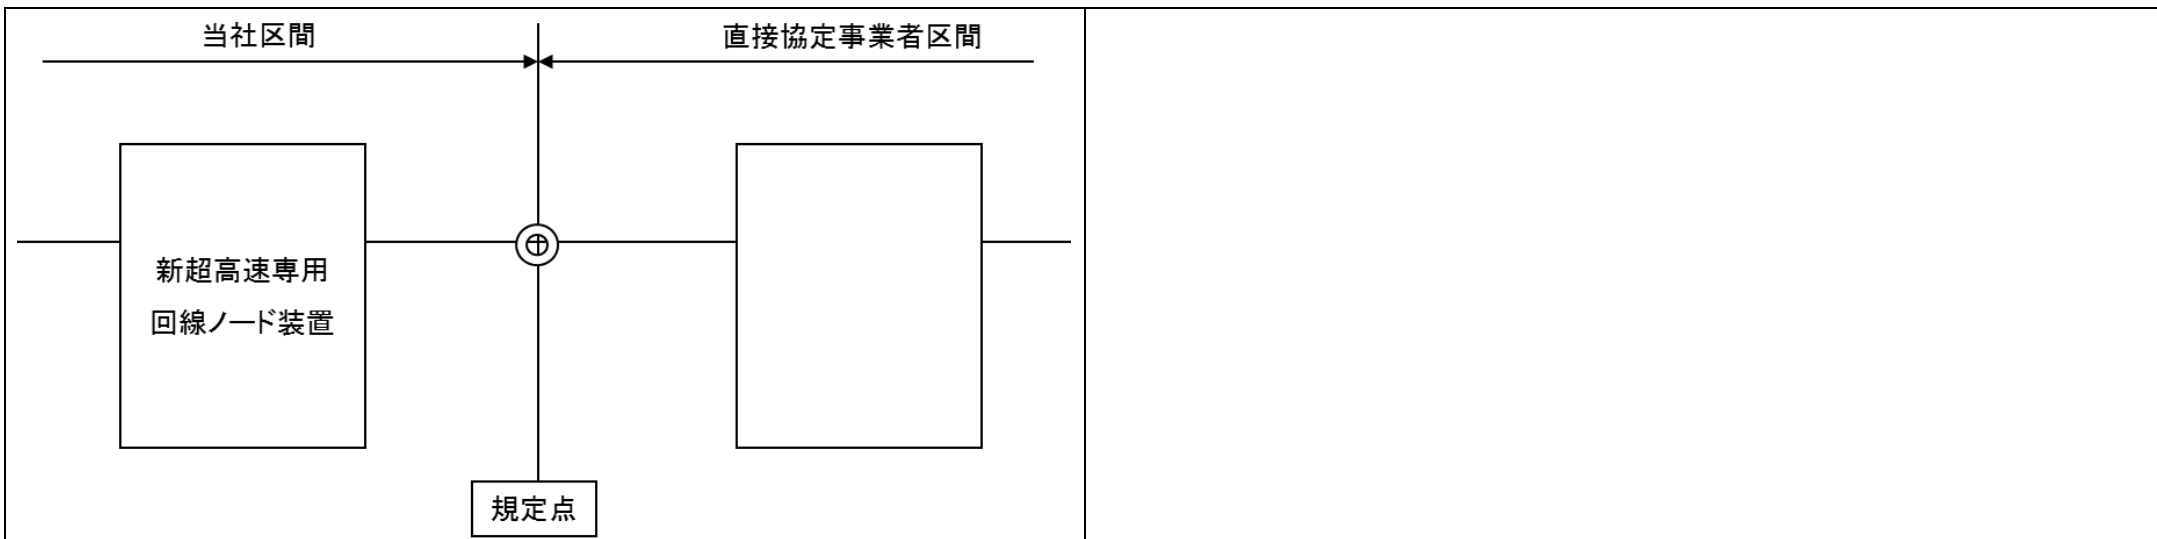 当社区間
直接協定事業者区間
新超高速専用
回線ノード装置
規定点